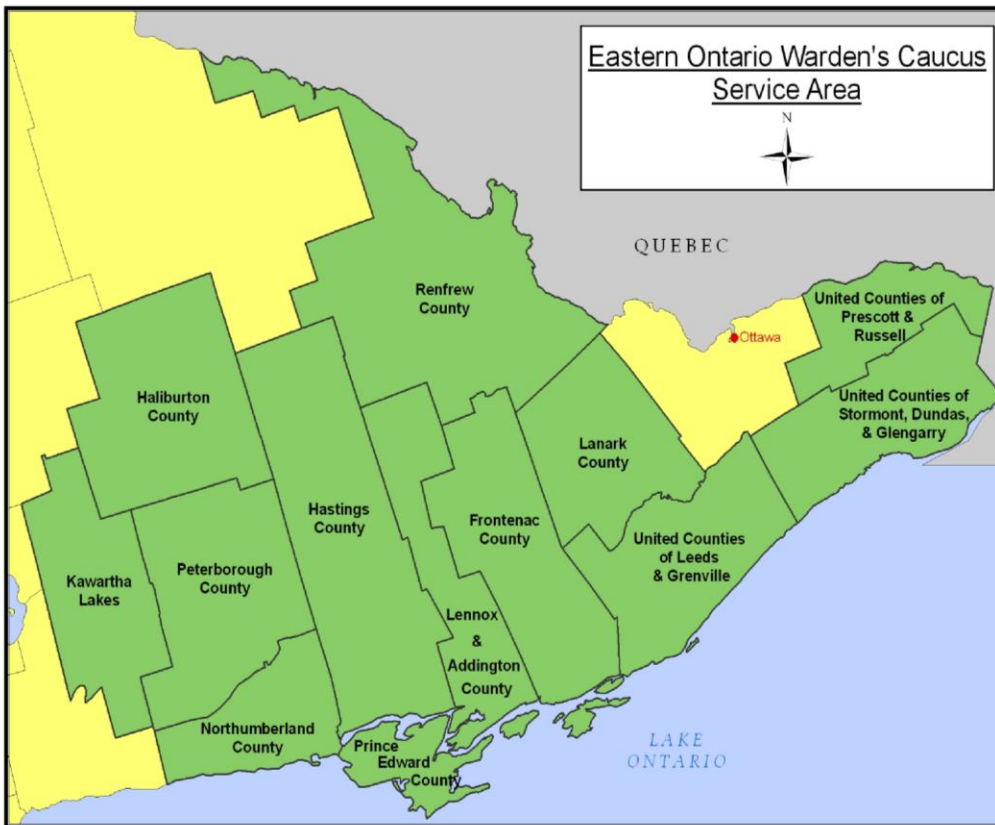 Eastern Ontario Warden's Caucus
Service Area
N
QUEBEC
Renfrew
County
United Counties of
Prescott &
Russell
Ottawa
Haliburton
County
United Counties of
Stormont, Dundas,
& Glengarry
Lanark
County
Hastings
County
Frontenac
County
United Counties
of Leeds
& Grenville
Peterborough
County
Kawartha
Lakes
Lennox
&
Addington
County
Northumberland
County
Prince
Edward
County
LAKE
ONTARIO